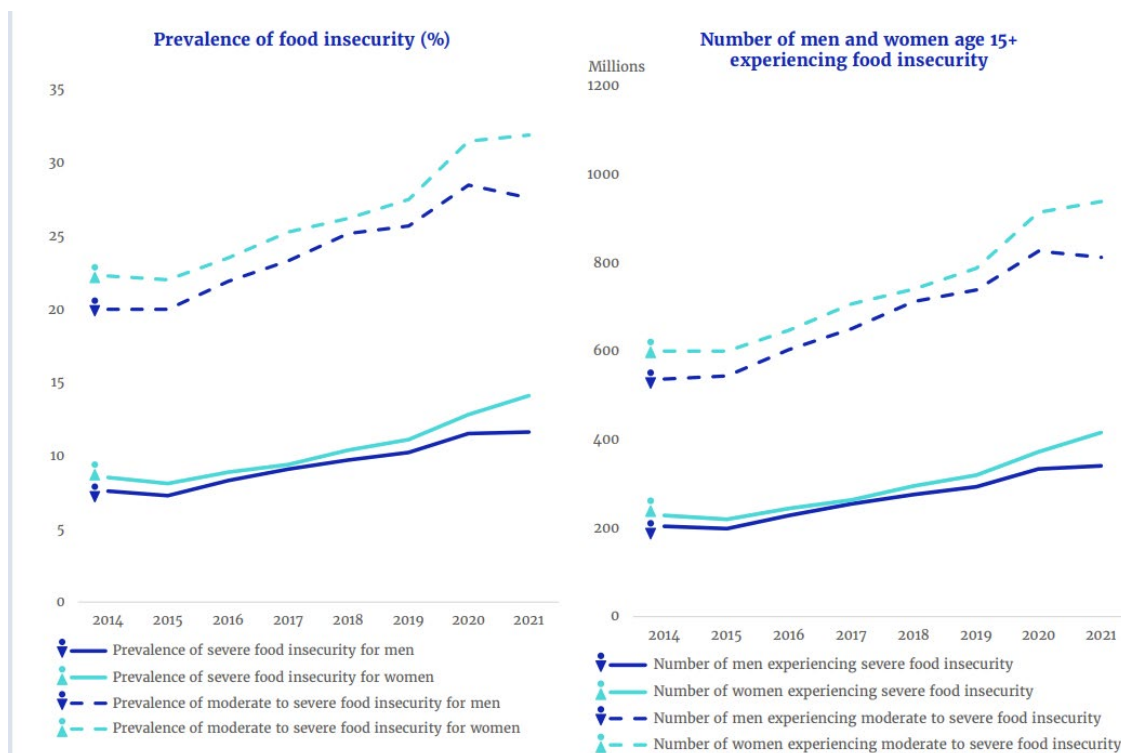 Prevalence of food insecurity (%)
35
30
25
20
15
10
5
0
2014 2015 2016 2017 2018 2019 2020 2021
Prevalence of severe food insecurity for men
Prevalence of severe food insecurity for women
Prevalence of moderate to severe food insecurity for men
Prevalence of moderate to severe food insecurity for women
Number of men and women age 15+
experiencing food insecurity
Millions
1200
1000
800
600
400
200
0
2014 2015 2016 2017 2018 2019 2020 2021
Number of men experiencing severe food insecurity
Number of women experiencing severe food insecurity
Number of men experiencing moderate to severe food insecurity
Number of women experiencing moderate to severe food insecurity